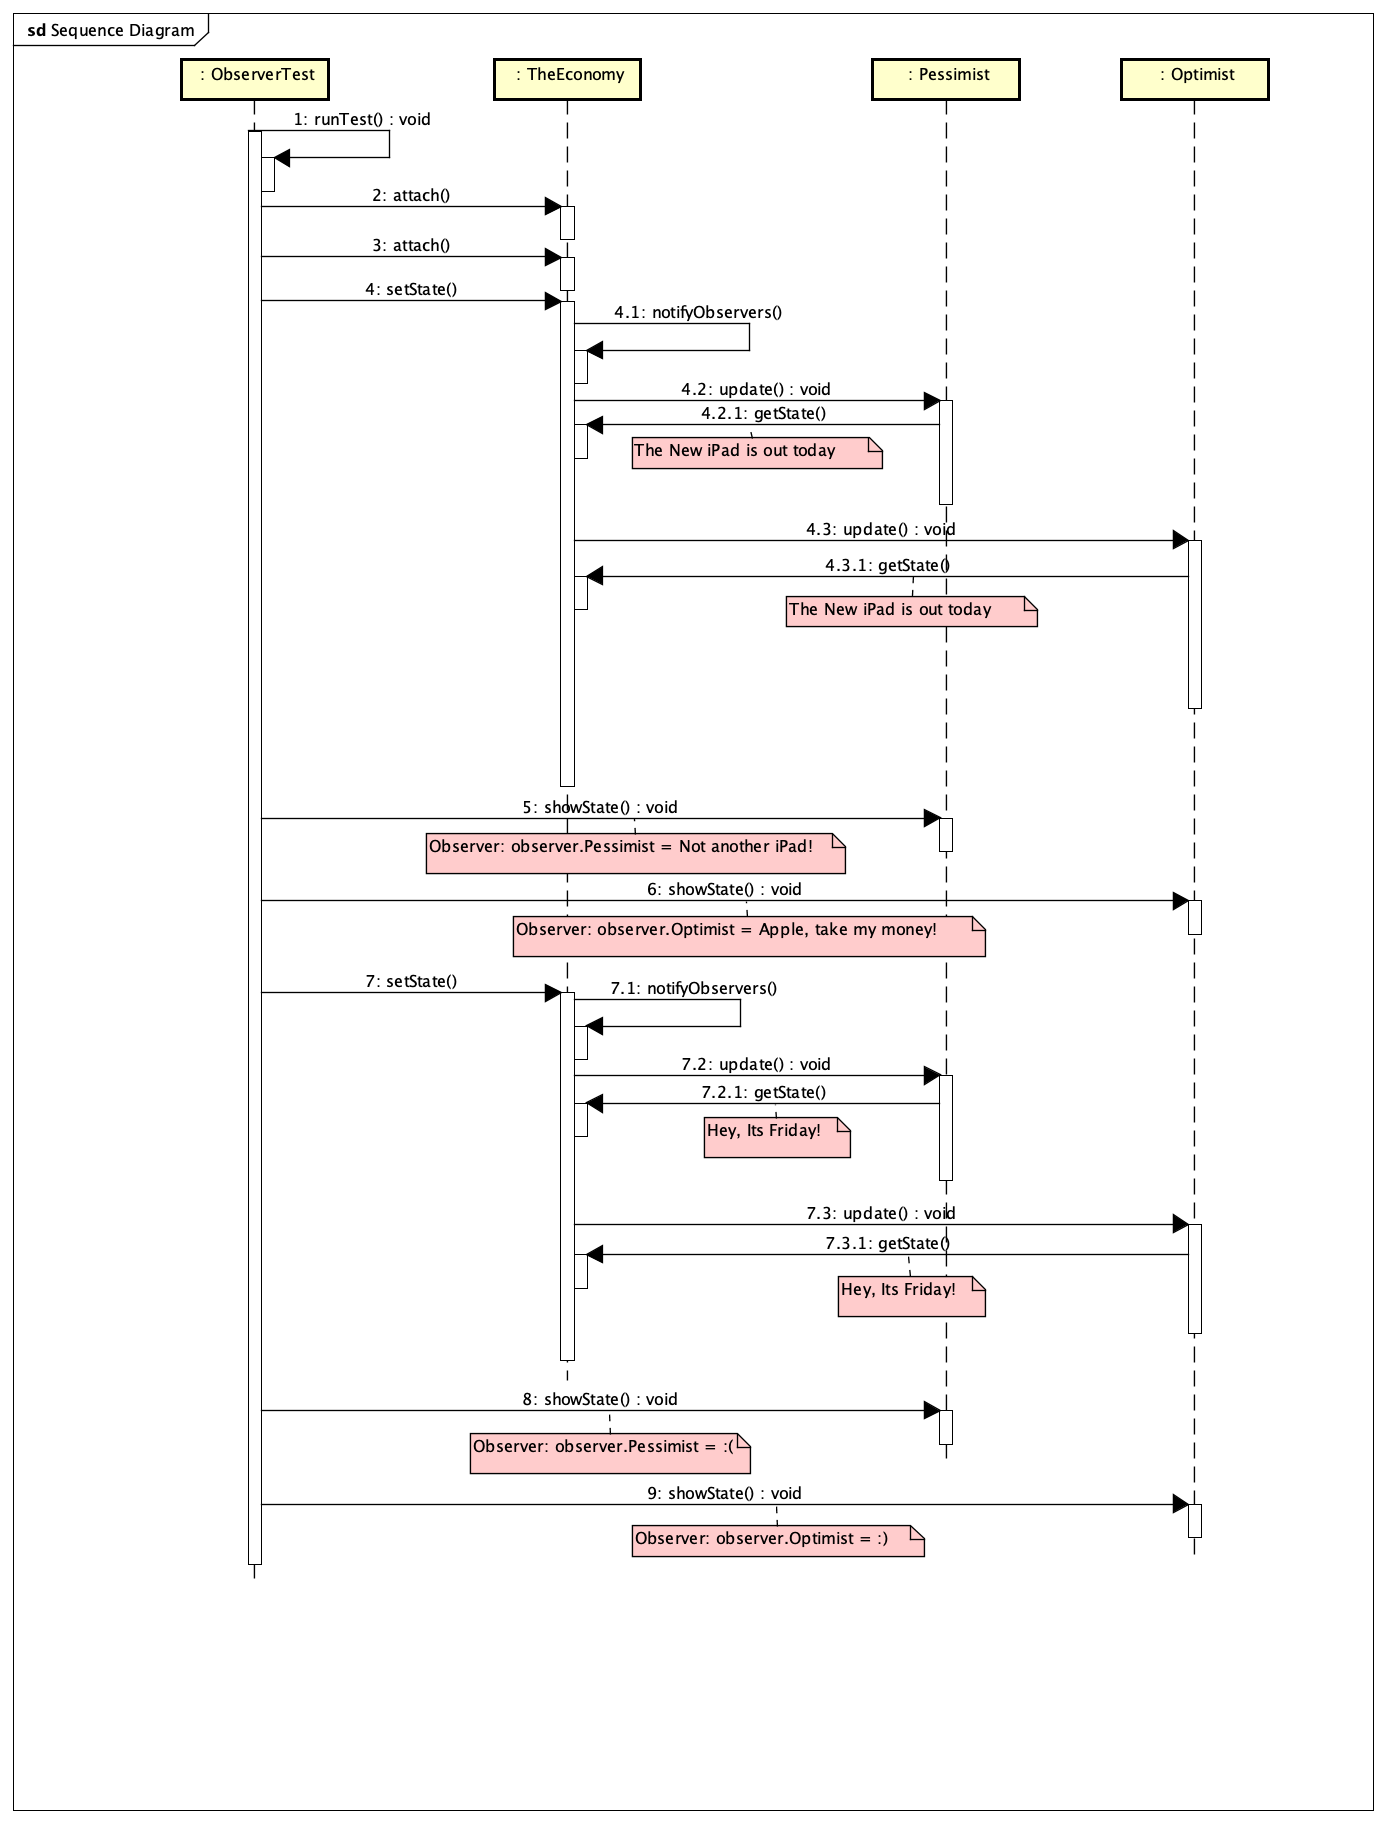 sd Sequence Diagram
: ObserverTest
: TheEconomy
: Pessimist
: Optimist
1: runTest() : void
2: attach()
3: attach()
4: setState()
4.1: notifyObservers()
4.2: update() : void
4.2.1: getState()
The New iPad is out today
4.3: update() : void
4.3.1: getState()
The New iPad is out today
5: showState() : void
Observer: observer.Pessimist = Not another iPad!
6: showState() : void
Observer: observer.Optimist = Apple, take my money!
7: setState()
7.1: notifyObservers()
7.2: update() : void
7.2.1: getState()
Hey, Its Friday!
7.3: update() : void
7.3.1: getState()
Hey, Its Friday!
8: showState() : void
Observer: observer.Pessimist = :(
9: showState() : void
Observer: observer.Optimist = :)